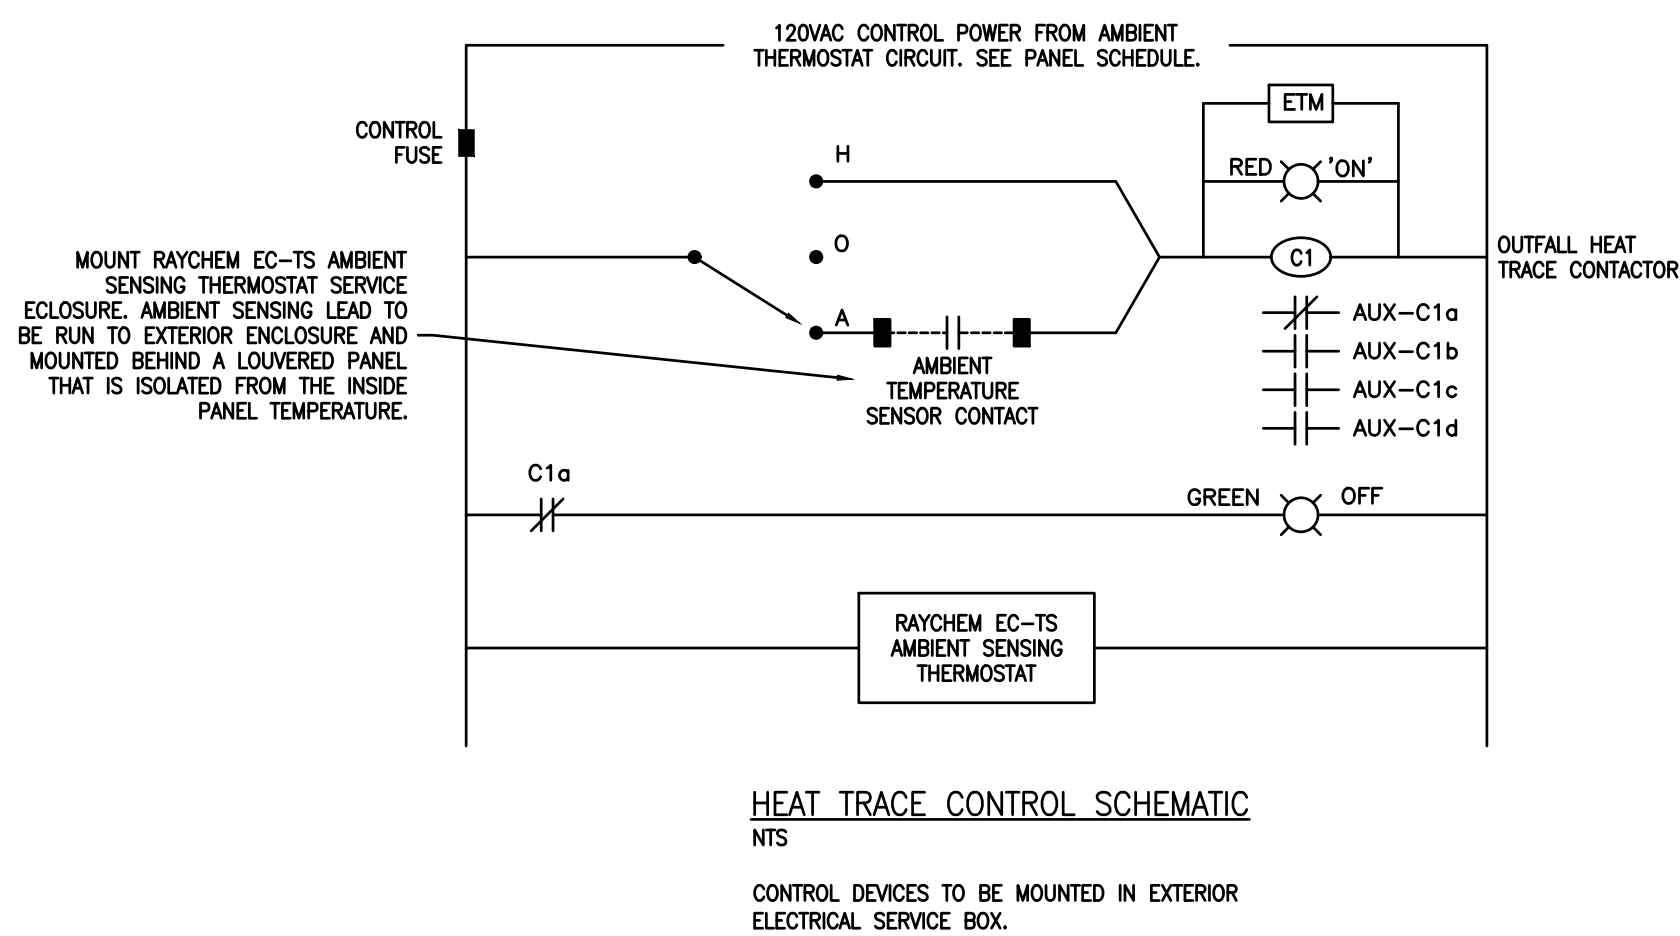 120VAC CONTROL POWER FROM AMBIENT
THERMOSTAT CIRCUIT. SEE PANEL SCHEDULE.
ETM
CONTROL
FUSE
H
RED
'ON'
O
C1
OUTFALL HEAT
TRACE CONTACTOR
MOUNT RAYCHEM EC-TS AMBIENT
SENSING THERMOSTAT SERVICE
ECLOSURE. AMBIENT SENSING LEAD TO
BE RUN TO EXTERIOR ENCLOSURE AND
MOUNTED BEHIND A LOUVERED PANEL
THAT IS ISOLATED FROM THE INSIDE
PANEL TEMPERATURE.
A
AMBIENT
TEMPERATURE
SENSOR CONTACT
AUX-C1a
AUX-C1b
AUX-C1c
AUX-C1d
C1a
GREEN
OFF
RAYCHEM EC-TS
AMBIENT SENSING
THERMOSTAT
HEAT TRACE CONTROL SCHEMATIC
NTS
CONTROL DEVICES TO BE MOUNTED IN EXTERIOR
ELECTRICAL SERVICE BOX.